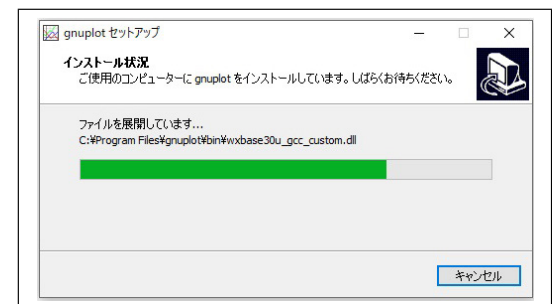 gnuplot セットアップ
インストール状況
ご使用のコンピューターに gnuplot をインストールしています。しばらくお待ちください。
ファイルを展開しています...
C:¥Program Files¥gnuplot¥bin¥wxbase30u_gcc_custom.dll
キャンセル